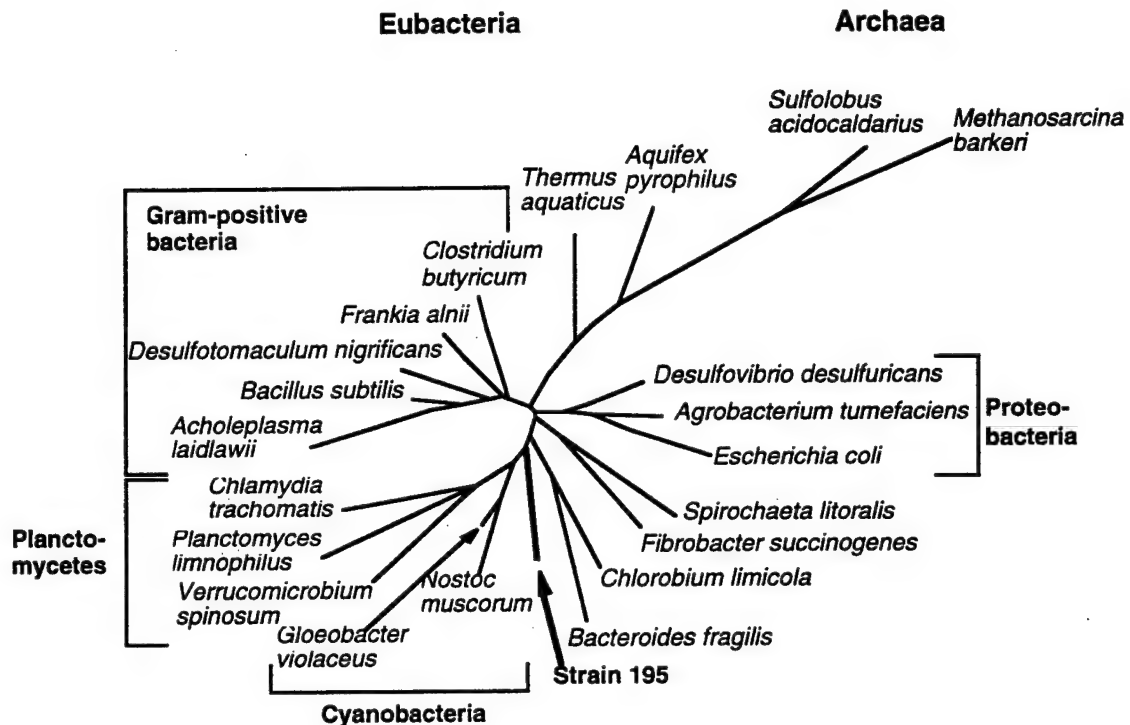 Eubacteria
Archaea
Sulfolobus
acidocaldarius
Methanosarcina
barkeri
Aquifex
pyrophilus
Thermus
aquaticus
Gram-positive
bacteria
Clostridium
butyricum
Frankia alnii
Desulfotomaculum nigrificans
Bacillus subtilis
Acholeplasma
laidlawii
Desulfovibrio desulfuricans
Agrobacterium tumefaciens
Escherichia coli
Proteo-
bacteria
Chlamydia
trachomatis
Planctomyces
limnophilus
Verrucomicrobium
spinosum
Plancto-
mycetes
Gloeobacter
violaceus
Nostoc
muscorum
Spirochaeta litoralis
Fibrobacter succinogenes
Chlorobium limicola
Bacteroides fragilis
Strain 195
Cyanobacteria